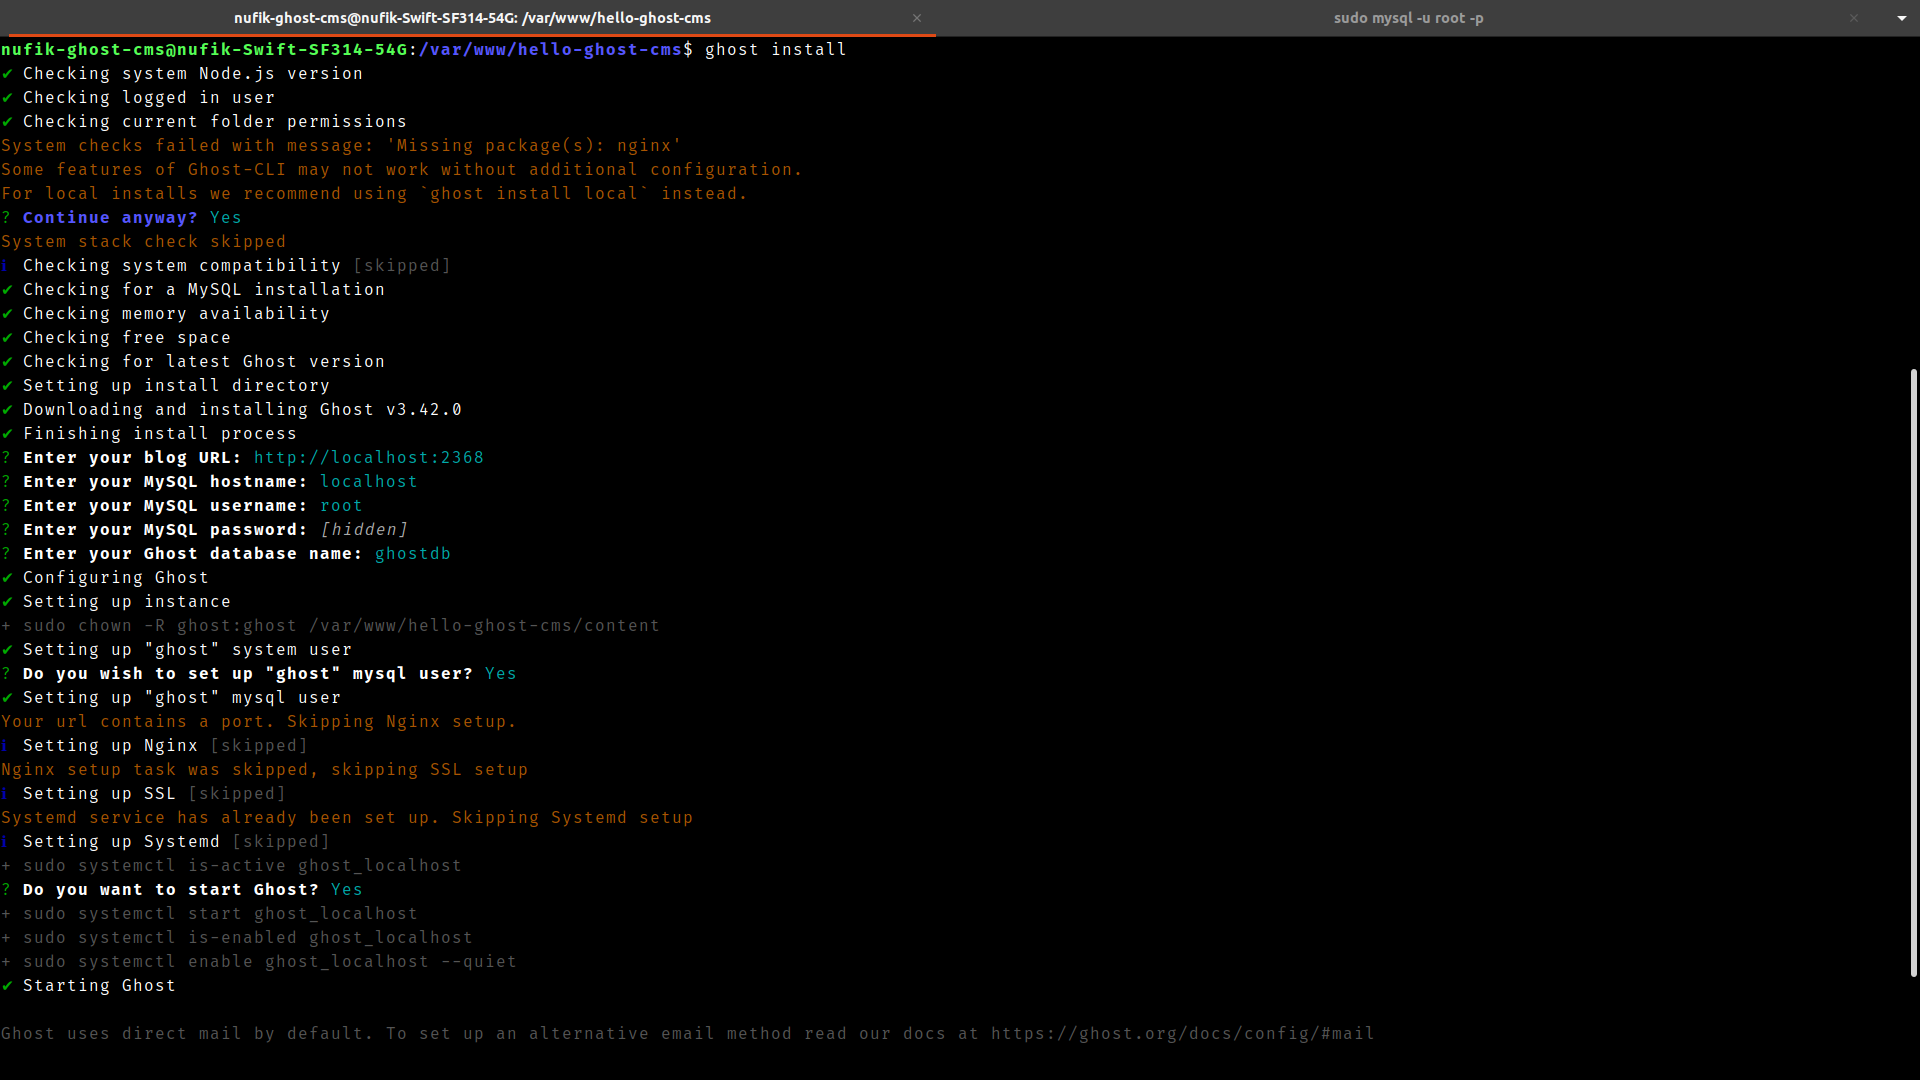 nufik-ghost-cms@nufik-Swift-SF314-54G: /var/www/hello-ghost-cms × sudo mysql -u root -p ×
nufik-ghost-cms@nufik-Swift-SF314-54G:/var/www/hello-ghost-cms$ ghost install
✔ Checking system Node.js version
✔ Checking logged in user
✔ Checking current folder permissions
System checks failed with message: 'Missing package(s): nginx'
Some features of Ghost-CLI may not work without additional configuration.
For local installs we recommend using `ghost install local` instead.
? Continue anyway? Yes
System stack check skipped
ℹ Checking system compatibility [skipped]
✔ Checking for a MySQL installation
✔ Checking memory availability
✔ Checking free space
✔ Checking for latest Ghost version
✔ Setting up install directory
✔ Downloading and installing Ghost v3.42.0
✔ Finishing install process
? Enter your blog URL: http://localhost:2368
? Enter your MySQL hostname: localhost
? Enter your MySQL username: root
? Enter your MySQL password: [hidden]
? Enter your Ghost database name: ghostdb
✔ Configuring Ghost
✔ Setting up instance
+ sudo chown -R ghost:ghost /var/www/hello-ghost-cms/content
✔ Setting up "ghost" system user
? Do you wish to set up "ghost" mysql user? Yes
✔ Setting up "ghost" mysql user
Your url contains a port. Skipping Nginx setup.
ℹ Setting up Nginx [skipped]
Nginx setup task was skipped, skipping SSL setup
ℹ Setting up SSL [skipped]
Systemd service has already been set up. Skipping Systemd setup
ℹ Setting up Systemd [skipped]
+ sudo systemctl is-active ghost_localhost
? Do you want to start Ghost? Yes
+ sudo systemctl start ghost_localhost
+ sudo systemctl is-enabled ghost_localhost
+ sudo systemctl enable ghost_localhost --quiet
✔ Starting Ghost
Ghost uses direct mail by default. To set up an alternative email method read our docs at https://ghost.org/docs/config/#mail